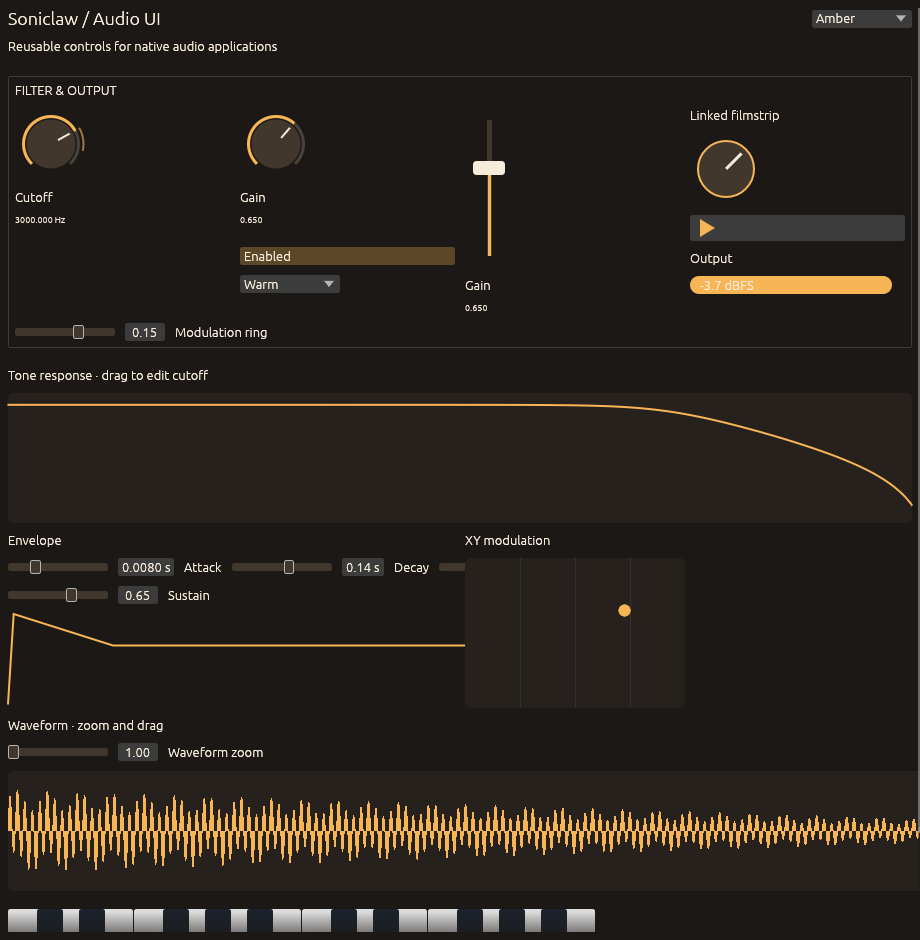 Soniclaw / Audio UI
Amber
Reusable controls for native audio applications
FILTER & OUTPUT
Cutoff
3000.000 Hz
Gain
0.650
Enabled
Warm
Gain
0.650
Linked filmstrip
Output
-3.7 dBFS
0.15 Modulation ring
Tone response · drag to edit cutoff
Envelope
0.0080 s Attack 0.14 s Decay
0.65 Sustain
XY modulation
Waveform · zoom and drag
1.00 Waveform zoom